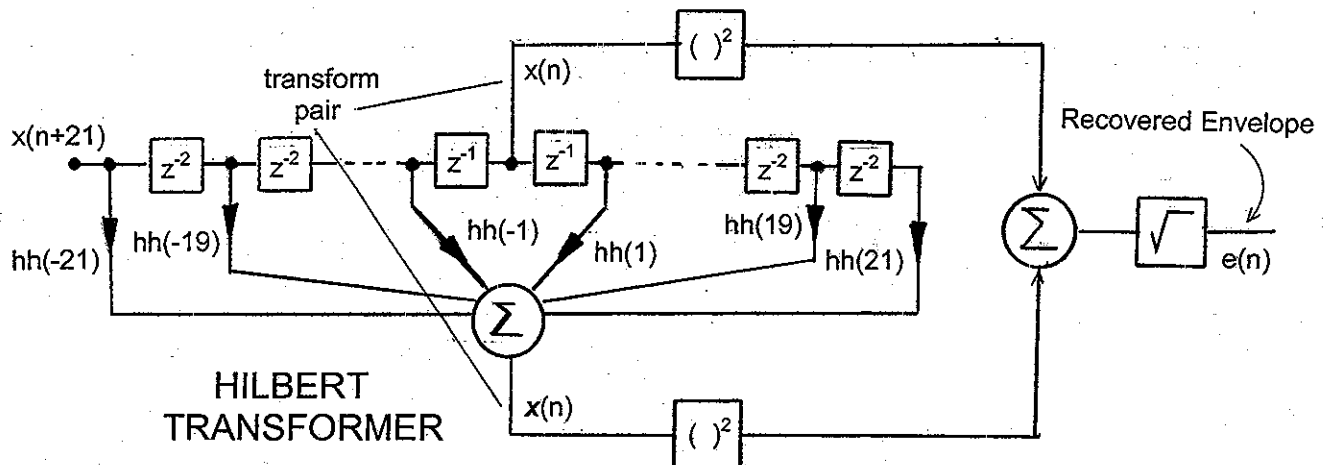 ( )²
transform
pair
x(n)
Recovered Envelope
x(n+21)
z⁻²
z⁻²
z⁻¹
z⁻¹
z⁻²
z⁻²
hh(-21)
hh(-19)
hh(-1)
hh(1)
hh(19)
hh(21)
Σ
√
e(n)
Σ
HILBERT
TRANSFORMER
x(n)
( )²